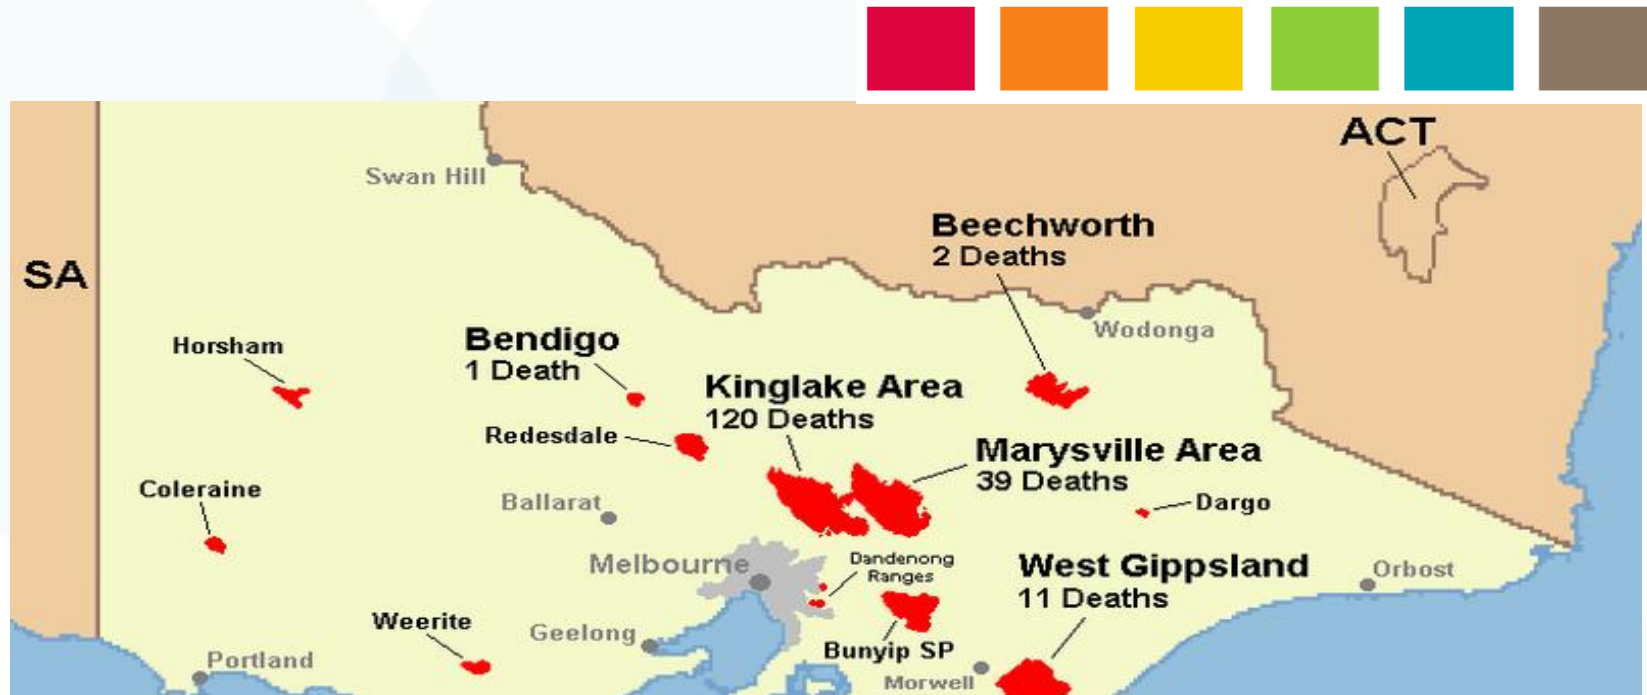 ACT
Swan Hill
Beechworth
2 Deaths
SA
Wodonga
Horsham
Bendigo
1 Death
Kinglake Area
120 Deaths
Redesdale
Marysville Area
39 Deaths
Coleraine
Ballarat
Dargo
Melbourne
Dandenong
Ranges
West Gippsland
11 Deaths
Orbost
Weerite
Geelong
Bunyip SP
Portland
Morwell